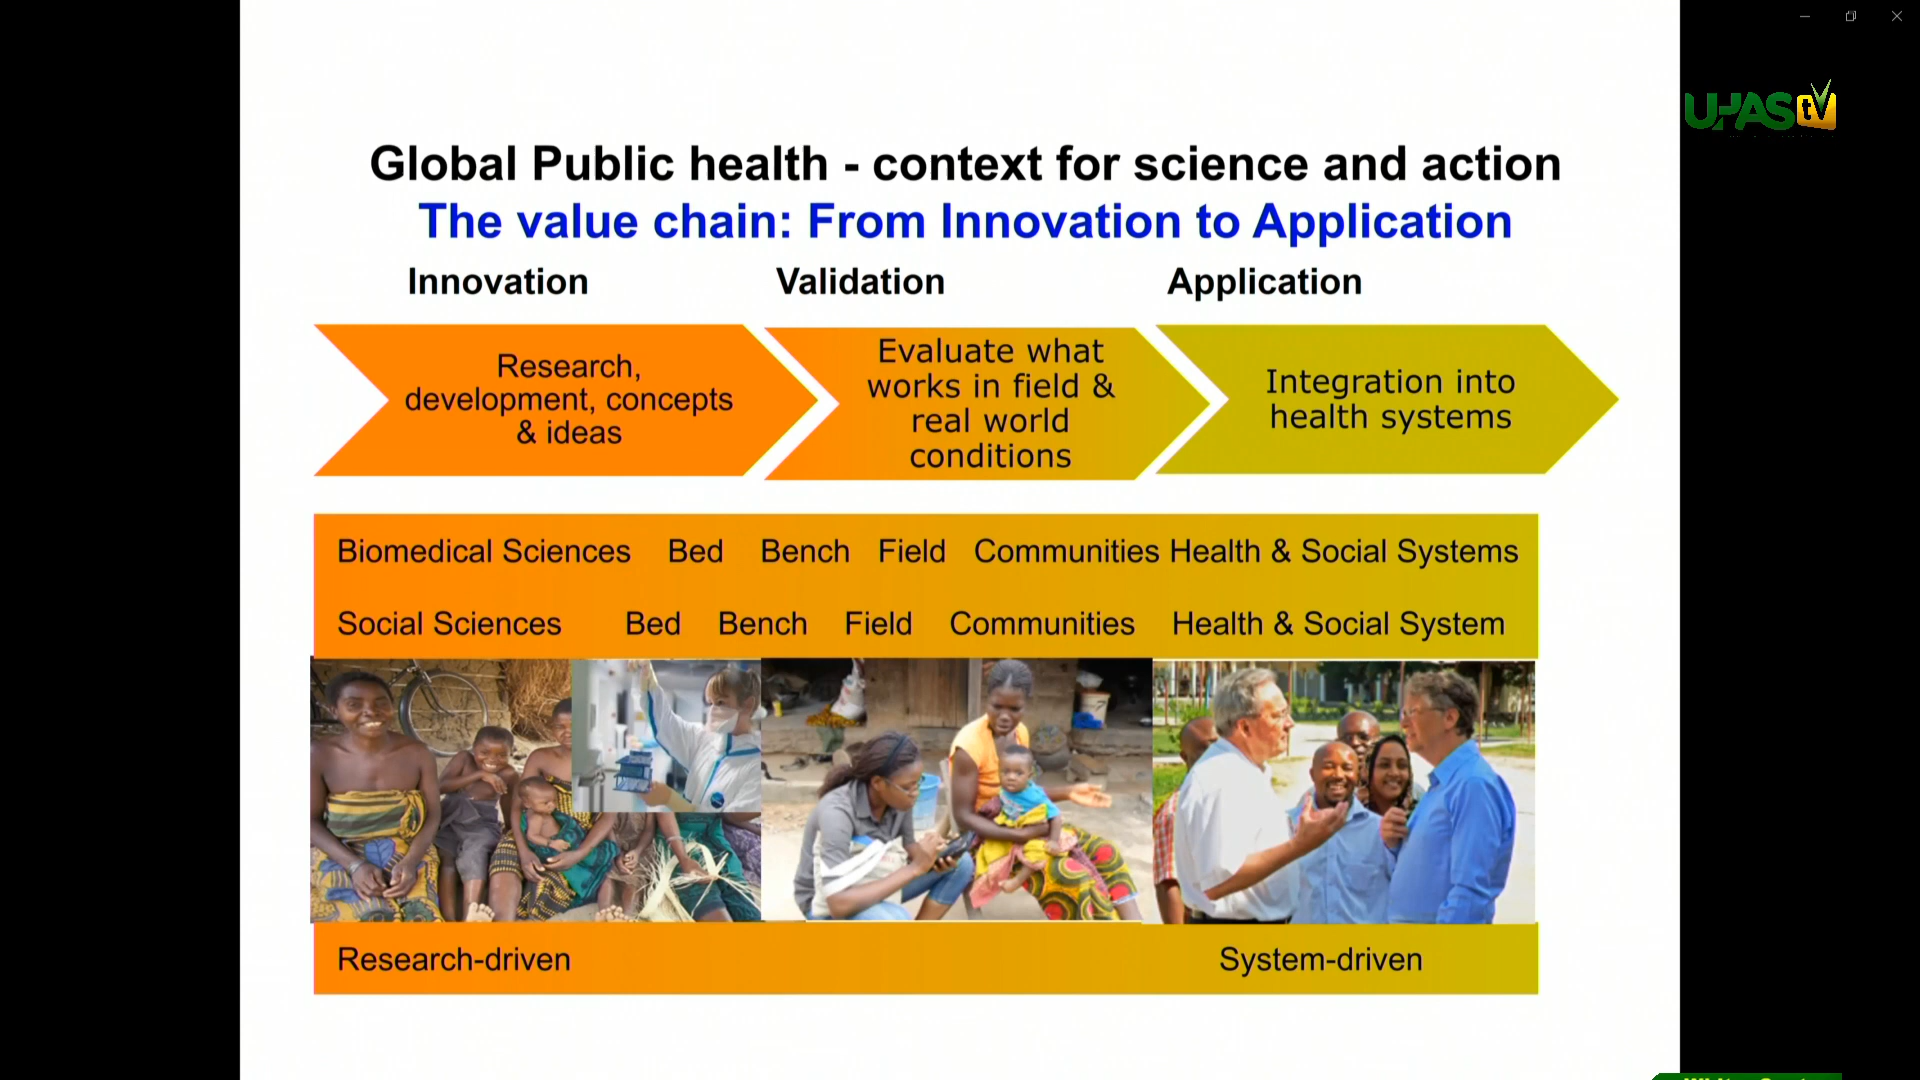 UHAS tv
Global Public health - context for science and action
The value chain: From Innovation to Application
Innovation Validation Application
Research,
development, concepts
& ideas
Evaluate what
works in field &
real world
conditions
Integration into
health systems
Biomedical Sciences Bed Bench Field Communities Health & Social Systems
Social Sciences Bed Bench Field Communities Health & Social System
Research-driven System-driven